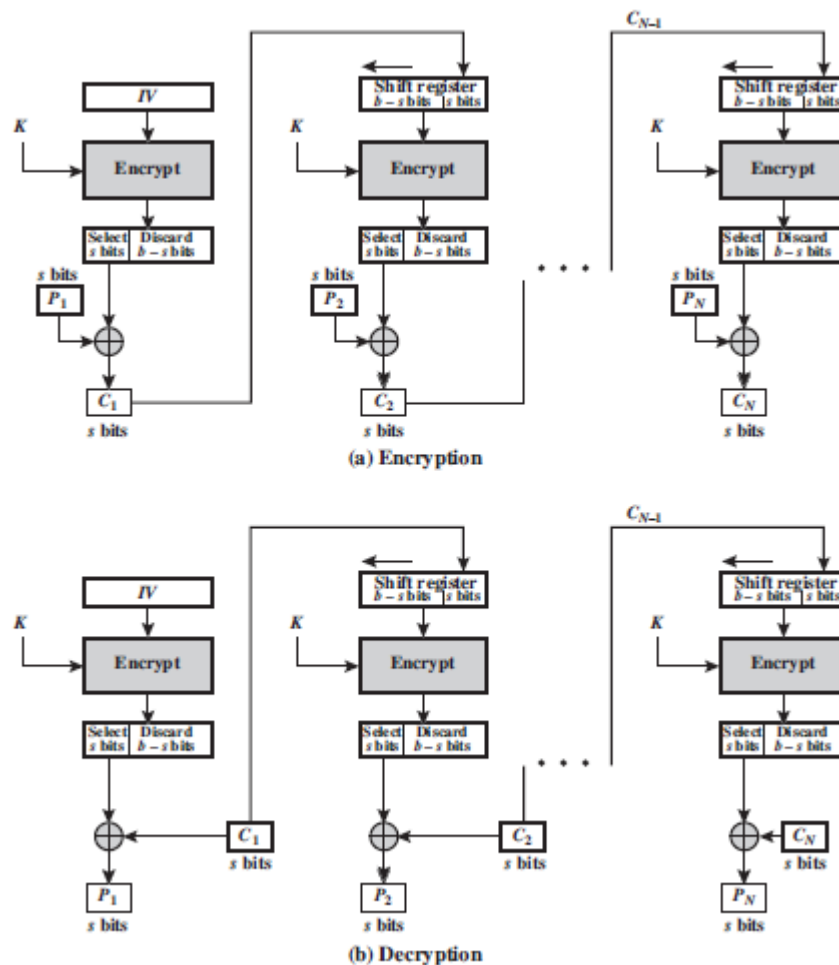 C_{N-1}
IV
Shift register
b – s bits | s bits
Shift register
b – s bits | s bits
K
K
K
Encrypt
Encrypt
Encrypt
Select Discard
s bits b – s bits
Select Discard
s bits b – s bits
Select Discard
s bits b – s bits
s bits
s bits
s bits
P_1
P_2
P_N
C_1
C_2
C_N
s bits
s bits
s bits
(a) Encryption
C_{N-1}
IV
Shift register
b – s bits | s bits
Shift register
b – s bits | s bits
K
K
K
Encrypt
Encrypt
Encrypt
Select Discard
s bits b – s bits
Select Discard
s bits b – s bits
Select Discard
s bits b – s bits
C_1
C_2
C_N
s bits
s bits
s bits
P_1
P_2
P_N
s bits
s bits
s bits
(b) Decryption